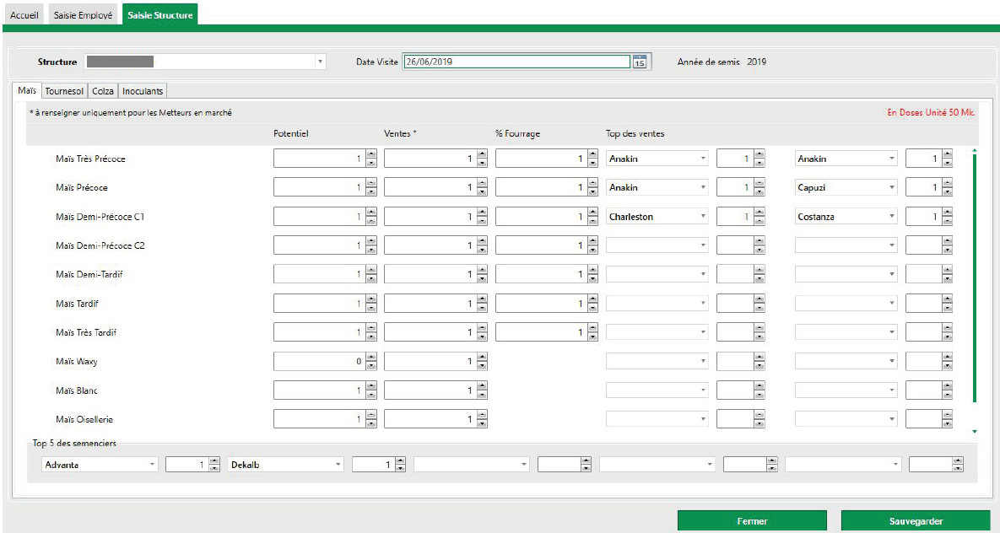 Accueil Saisie Employé Saisie Structure
Structure Date Visite 26/06/2019 15 Année de semis 2019
Maïs Tournesol Colza Inoculants
* à renseigner uniquement pour les Metteurs en marché En Doses Unité 50 Mk.
Potentiel Ventes * % Fourrage Top des ventes
Maïs Très Précoce 1 1 1 Anakin 1 Anakin 1
Maïs Précoce 1 1 1 Anakin 1 Capuzi 1
Maïs Demi-Précoce C1 1 1 1 Charleston 1 Costanza 1
Maïs Demi-Précoce C2 1 1 1
Maïs Demi-Tardif 1 1 1
Maïs Tardif 1 1 1
Maïs Très Tardif 1 1 1
Maïs Waxy 0 1
Maïs Blanc 1 1
Maïs Oisellerie 1 1
Top 5 des semenciers
Advanta 1 Dekalb 1
Fermer Sauvegarder